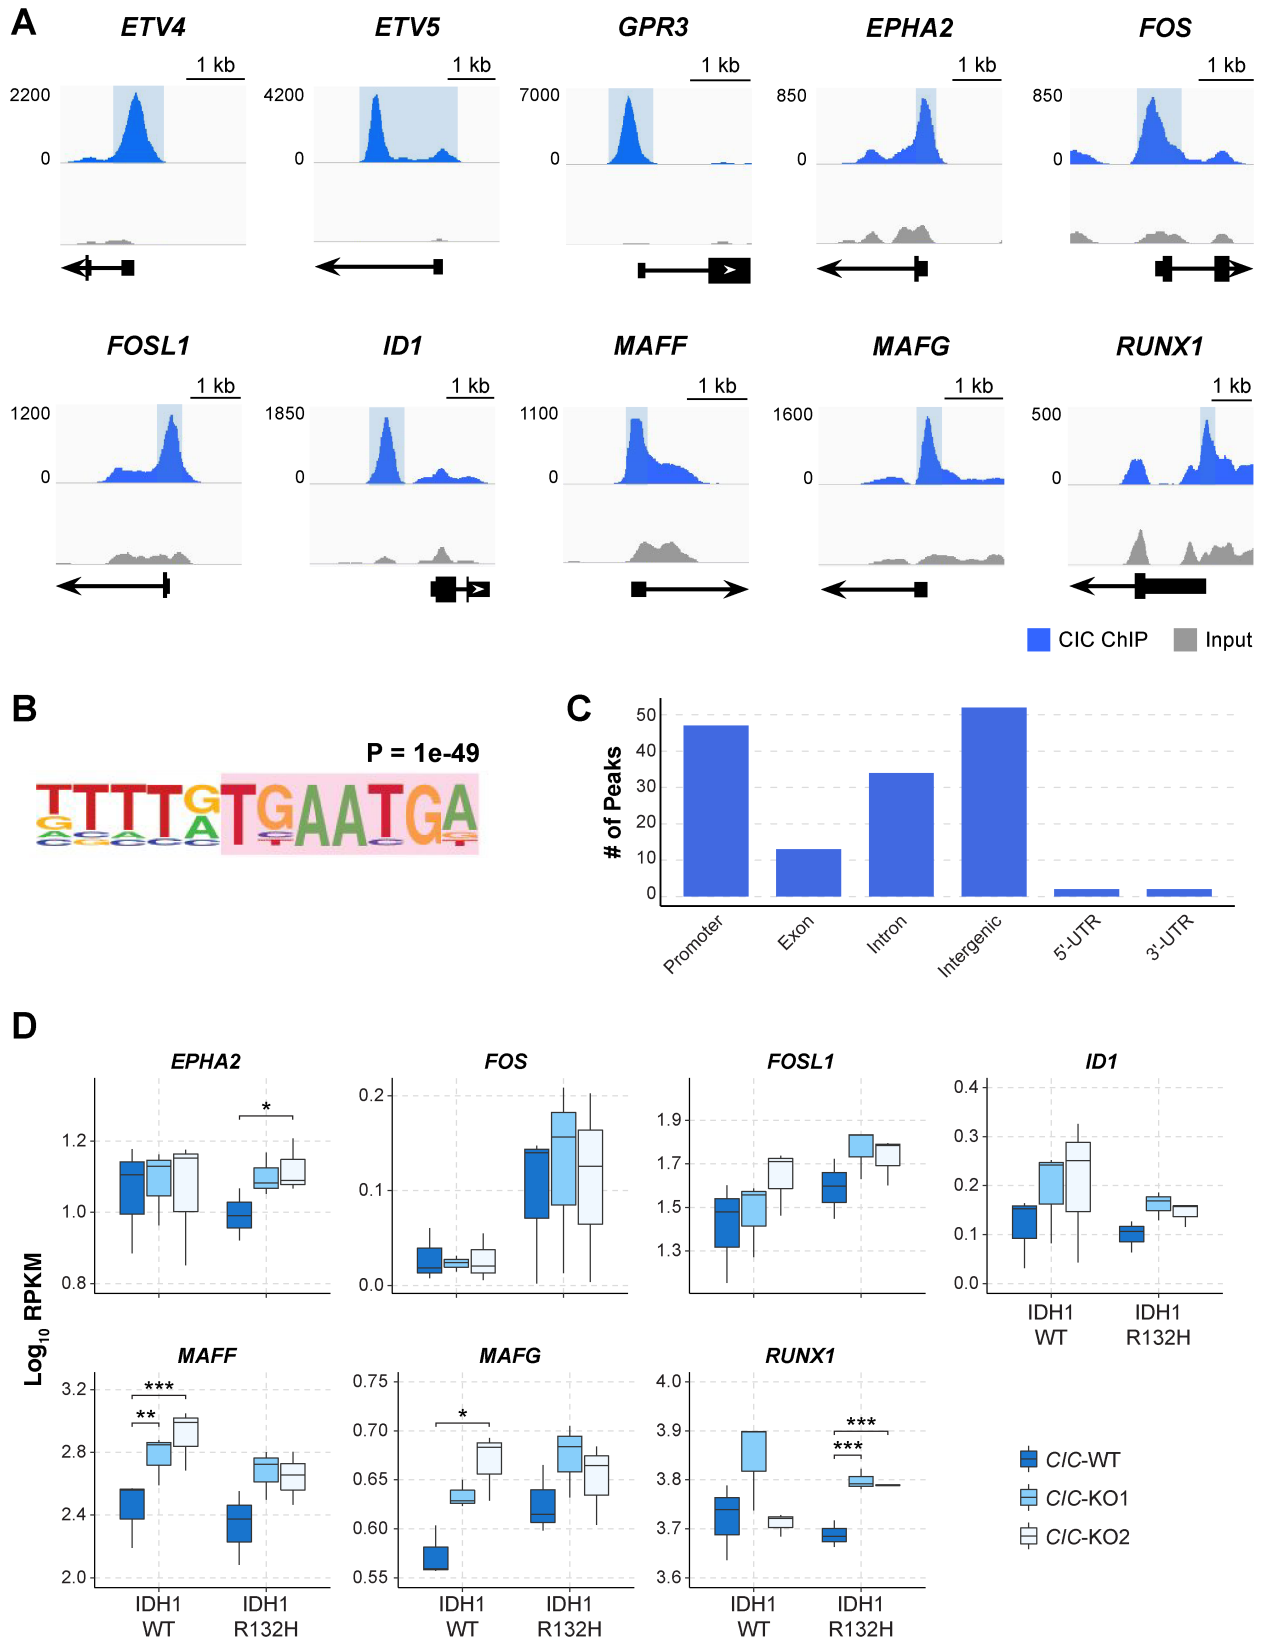 A
ETV4 ETV5 GPR3 EPHA2 FOS
1 kb 1 kb 1 kb 1 kb 1 kb
2200 4200 7000 850 850
0 0 0 0 0
FOSL1 ID1 MAFF MAFG RUNX1
1 kb 1 kb 1 kb 1 kb 1 kb
1200 1850 1100 1600 500
0 0 0 0 0
CIC ChIP Input
B
P = 1e-49
TTTTGTGAATGA
C
# of Peaks
50
40
30
20
10
0
Promoter Exon Intron Intergenic 5'-UTR 3'-UTR
D
Log10 RPKM
EPHA2 FOS FOSL1 ID1
*
1.2
1.0
0.8
0.2
0.1
0.0
1.9
1.7
1.5
1.3
0.4
0.3
0.2
0.1
0.0
IDH1 IDH1
WT R132H
MAFF MAFG RUNX1
3.2
2.8
2.4
2.0
***
**
0.75
0.70
0.65
0.60
0.55
*
4.0
3.9
3.8
3.7
3.6
***
***
IDH1 IDH1 IDH1 IDH1 IDH1 IDH1
WT R132H WT R132H WT R132H
CIC-WT
CIC-KO1
CIC-KO2